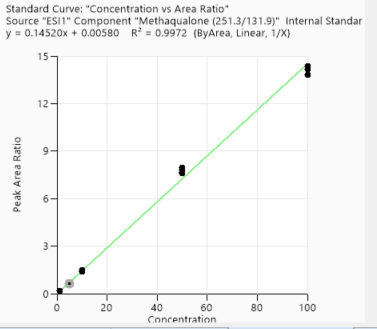 Standard Curve: "Concentration vs Area Ratio"
Source "ESI1" Component "Methaqualone (251.3/131.9)" Internal Standar
y = 0.14520x + 0.00580 R² = 0.9972 (ByArea, Linear, 1/X)
15
12
9
6
3
0
Peak Area Ratio
0 20 40 60 80 100
Concentration